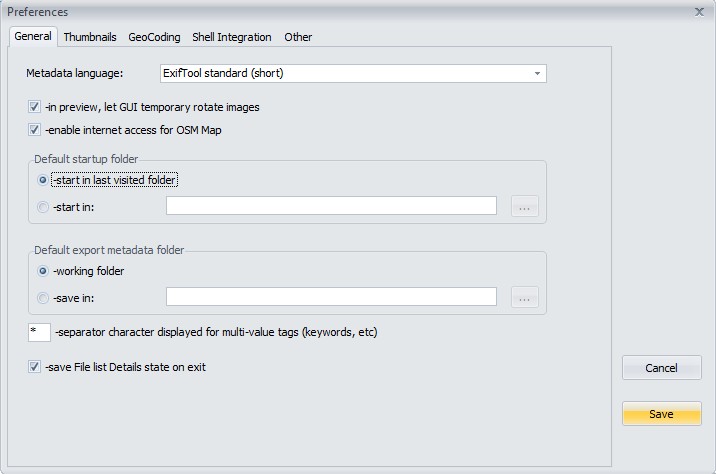 Preferences
General Thumbnails GeoCoding Shell Integration Other
Metadata language: ExifTool standard (short)
-in preview, let GUI temporary rotate images
-enable internet access for OSM Map
Default startup folder
-start in last visited folder
-start in: ...
Default export metadata folder
-working folder
-save in: ...
* -separator character displayed for multi-value tags (keywords, etc)
-save File list Details state on exit
Cancel
Save